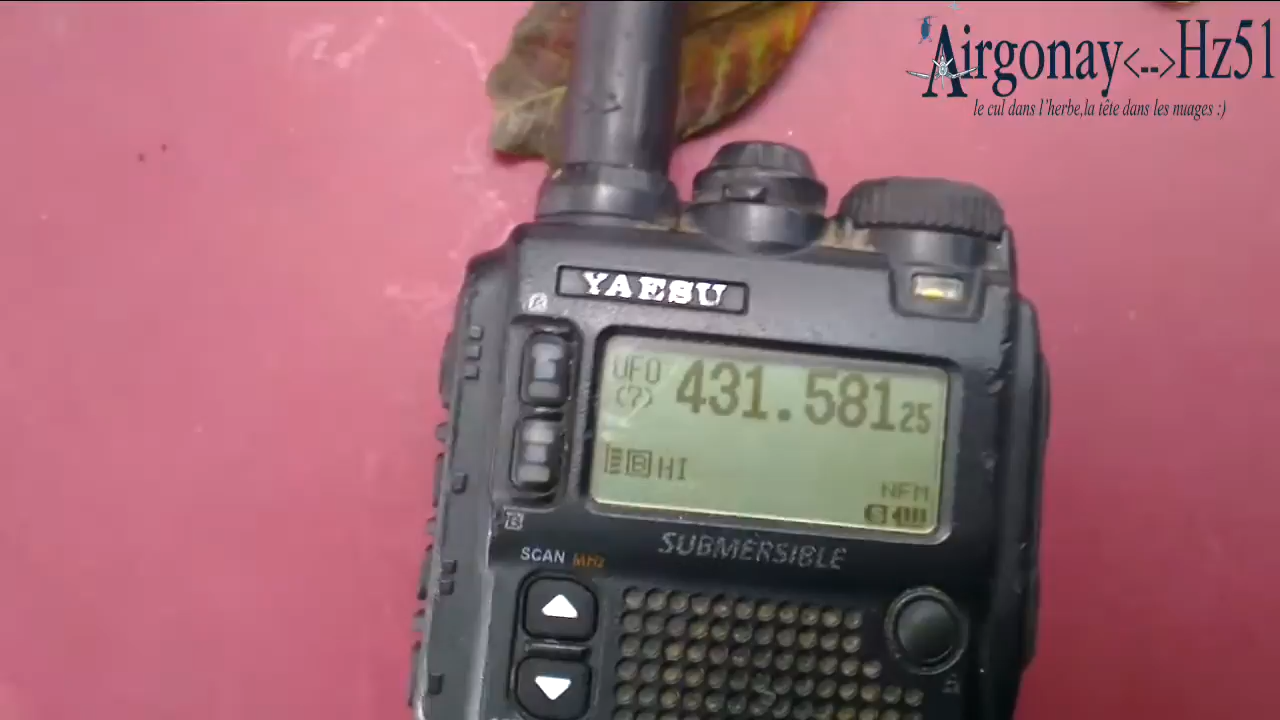 Airgonay<-->Hz51
le cul dans l'herbe,la tête dans les nuages :)
YAESU
A
UFO 431.58125
(7)
B HI
NFM
S
B
SUBMERSIBLE
SCAN MHz